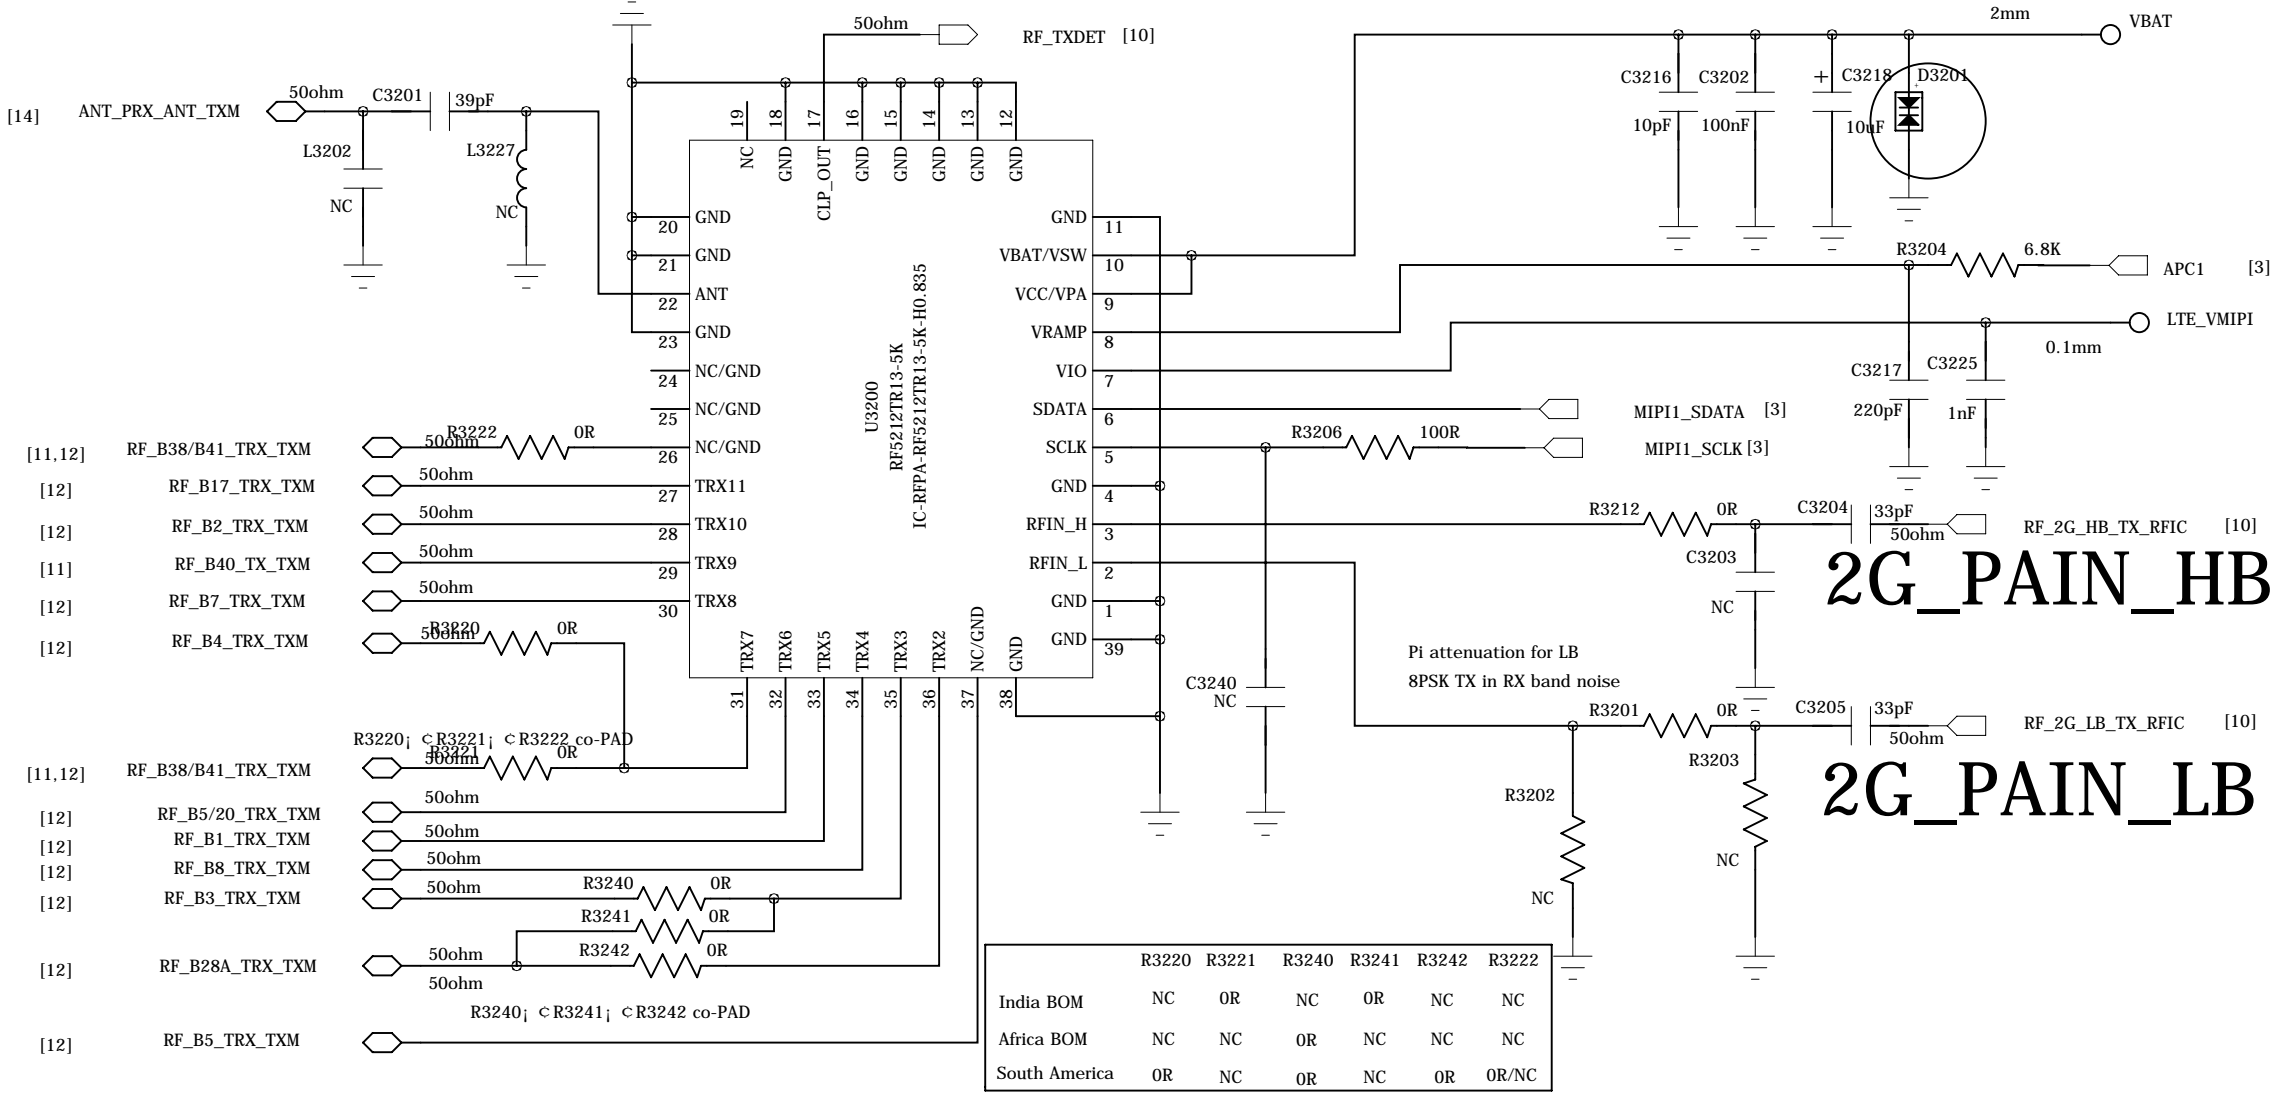 50ohm
RF_TXDET [10]
2mm
VBAT
[14] ANT_PRX_ANT_TXM
50ohm
C3201
39pF
L3202
NC
L3227
NC
C3216
10pF
C3202
100nF
+
C3218
10uF
D3201
19 18 17 16 15 14 13 12
NC GND CLP_OUT GND GND GND GND GND
20 GND
21 GND
22 ANT
23 GND
24 NC/GND
25 NC/GND
26 NC/GND
27 TRX11
28 TRX10
29 TRX9
30 TRX8
U3200
RF5212TR13-5K
IC-RFPA-RF5212TR13-5K-H0.835
GND 11
VBAT/VSW 10
VCC/VPA 9
VRAMP 8
VIO 7
SDATA 6
SCLK 5
GND 4
RFIN_H 3
RFIN_L 2
GND 1
GND 39
TRX7 TRX6 TRX5 TRX4 TRX3 TRX2 NC/GND GND
31 32 33 34 35 36 37 38
R3204 6.8K
APC1 [3]
LTE_VMIPI
0.1mm
C3217
220pF
C3225
1nF
MIPI1_SDATA [3]
R3206 100R
MIPI1_SCLK [3]
C3240
NC
R3212 0R
C3204 33pF
50ohm
RF_2G_HB_TX_RFIC [10]
C3203
NC
2G_PAIN_HB
Pi attenuation for LB
8PSK TX in RX band noise
R3201 0R
C3205 33pF
50ohm
RF_2G_LB_TX_RFIC [10]
R3203
NC
R3202
NC
2G_PAIN_LB
[11,12] RF_B38/B41_TRX_TXM 50ohm R3222 0R
[12] RF_B17_TRX_TXM 50ohm
[12] RF_B2_TRX_TXM 50ohm
[11] RF_B40_TX_TXM 50ohm
[12] RF_B7_TRX_TXM 50ohm
[12] RF_B4_TRX_TXM 50ohm R3220 0R
R3220¡￠R3221¡￠R3222 co-PAD
[11,12] RF_B38/B41_TRX_TXM 50ohm R3221 0R
[12] RF_B5/20_TRX_TXM 50ohm
[12] RF_B1_TRX_TXM 50ohm
[12] RF_B8_TRX_TXM 50ohm
[12] RF_B3_TRX_TXM 50ohm R3240 0R
R3241 0R
[12] RF_B28A_TRX_TXM 50ohm R3242 0R
50ohm
R3240¡￠R3241¡￠R3242 co-PAD
[12] RF_B5_TRX_TXM
R3220 R3221 R3240 R3241 R3242 R3222
India BOM NC 0R NC 0R NC NC
Africa BOM NC NC 0R NC NC NC
South America 0R NC 0R NC 0R 0R/NC